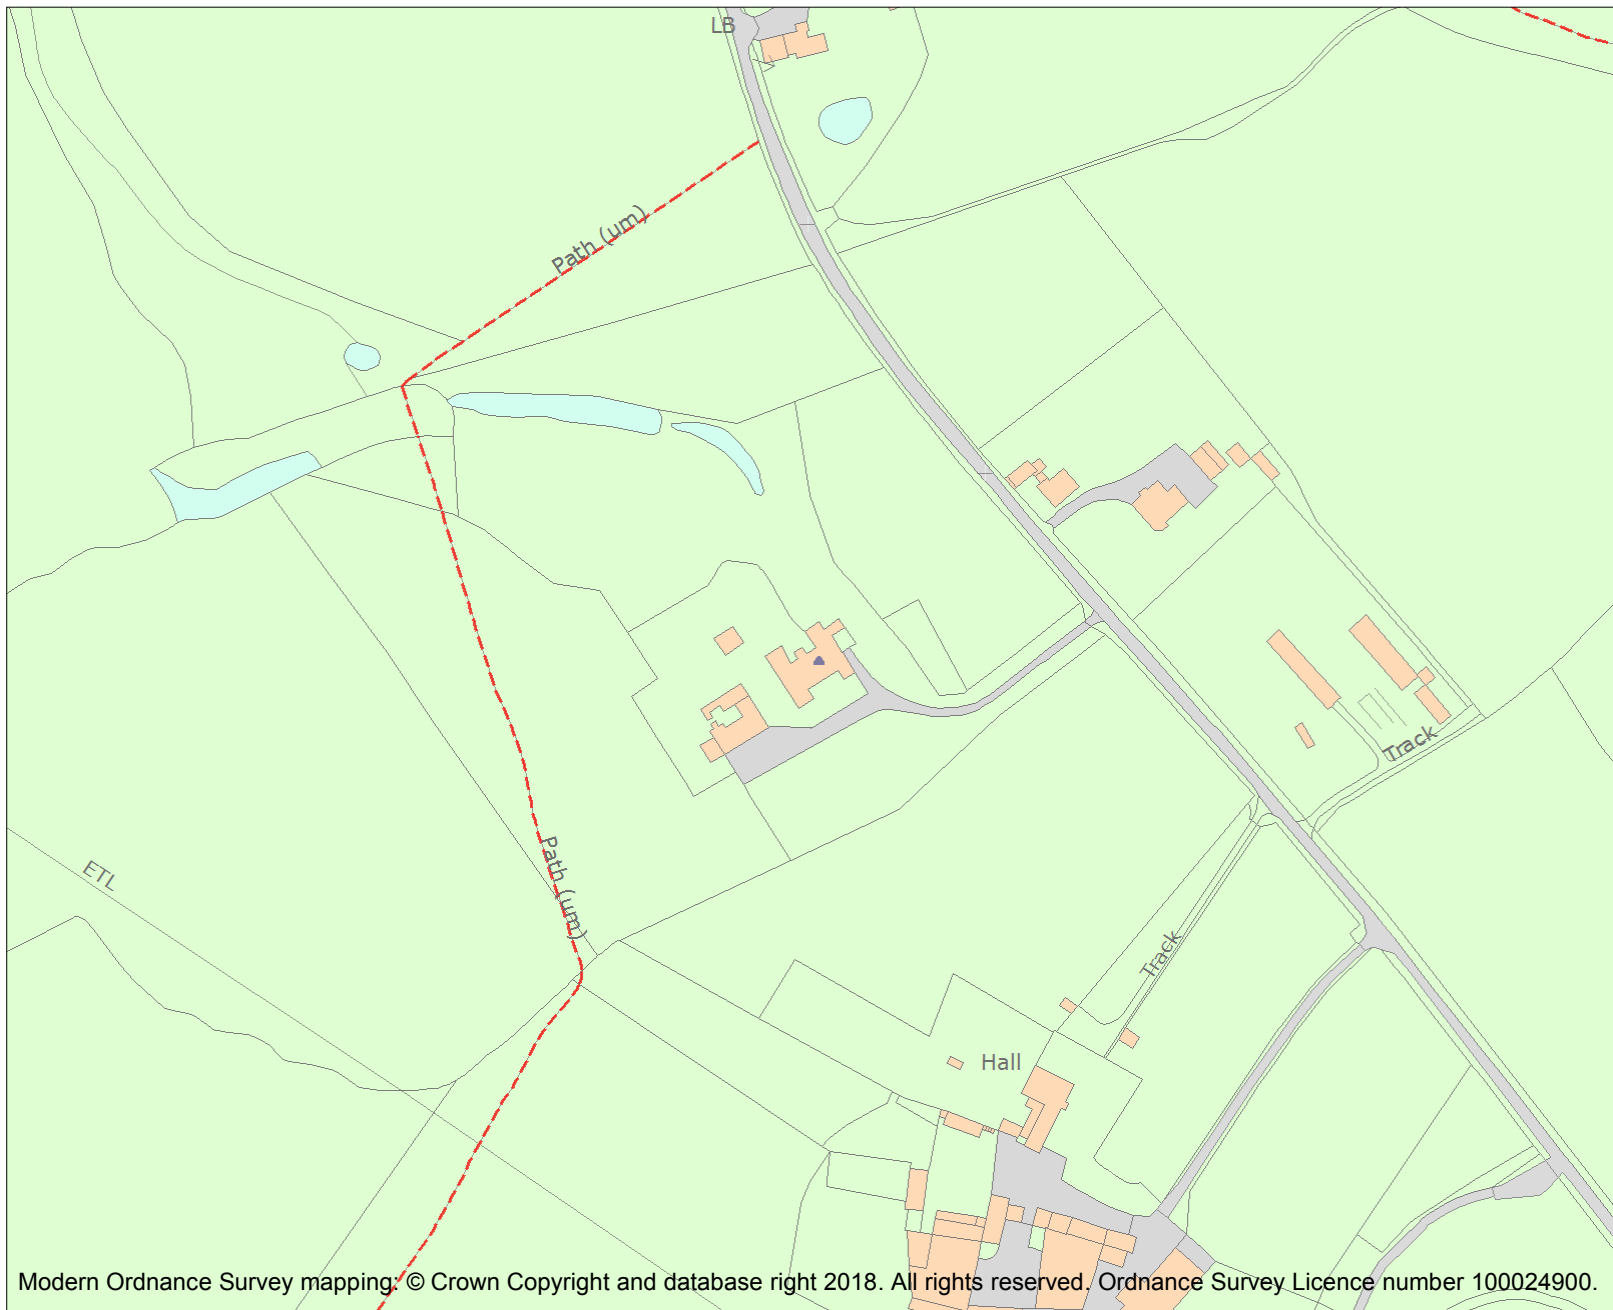 LB
Path (um)
Track
Path (um)
ETL
Track
Hall
Modern Ordnance Survey mapping: © Crown Copyright and database right 2018. All rights reserved. Ordnance Survey Licence number 100024900.